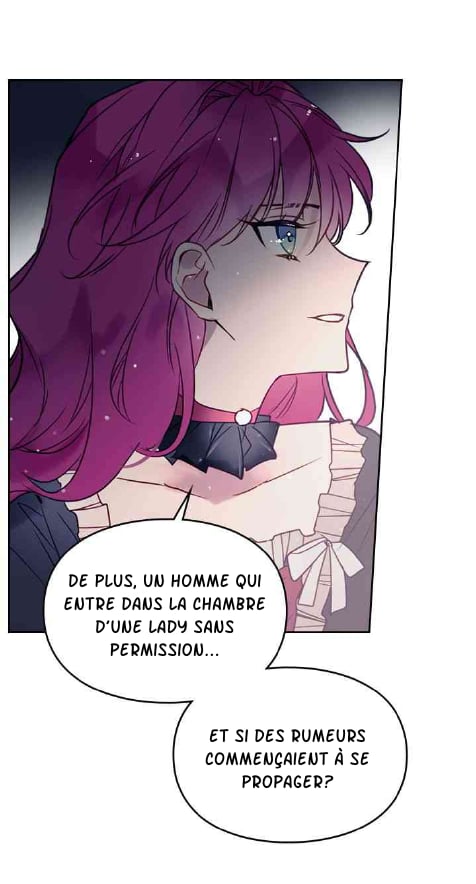 DE PLUS, UN HOMME QUI
ENTRE DANS LA CHAMBRE
D'UNE LADY SANS
PERMISSION...
ET SI DES RUMEURS
COMMENÇAIENT À SE
PROPAGER?